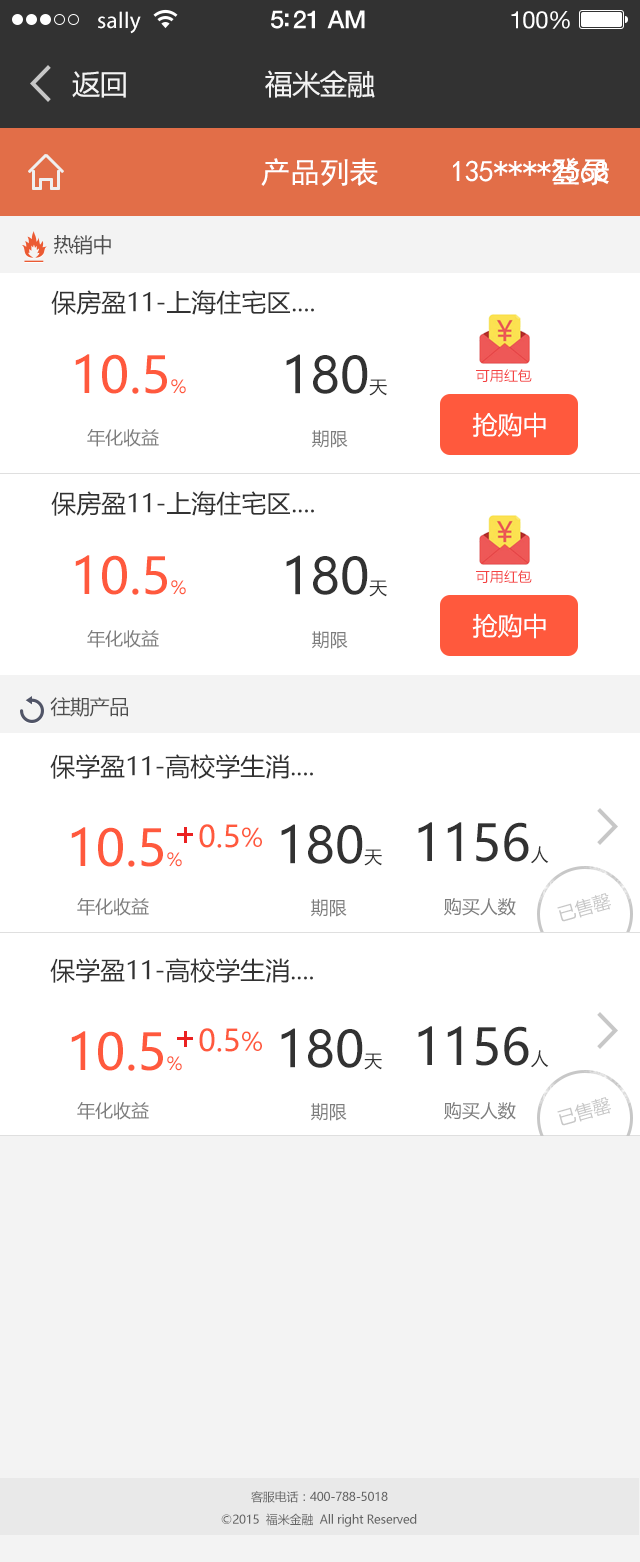 sally 5:21 AM 100%
返回 福米金融
产品列表 135****2568 登录
热销中
保房盈11-上海住宅区....
¥
可用红包
10.5% 180天
抢购中
年化收益 期限
保房盈11-上海住宅区....
¥
可用红包
10.5% 180天
抢购中
年化收益 期限
往期产品
保学盈11-高校学生消....
10.5%+0.5% 180天 1156人
年化收益 期限 购买人数 已售罄
保学盈11-高校学生消....
10.5%+0.5% 180天 1156人
年化收益 期限 购买人数 已售罄
客服电话：400-788-5018
©2015 福米金融 All right Reserved